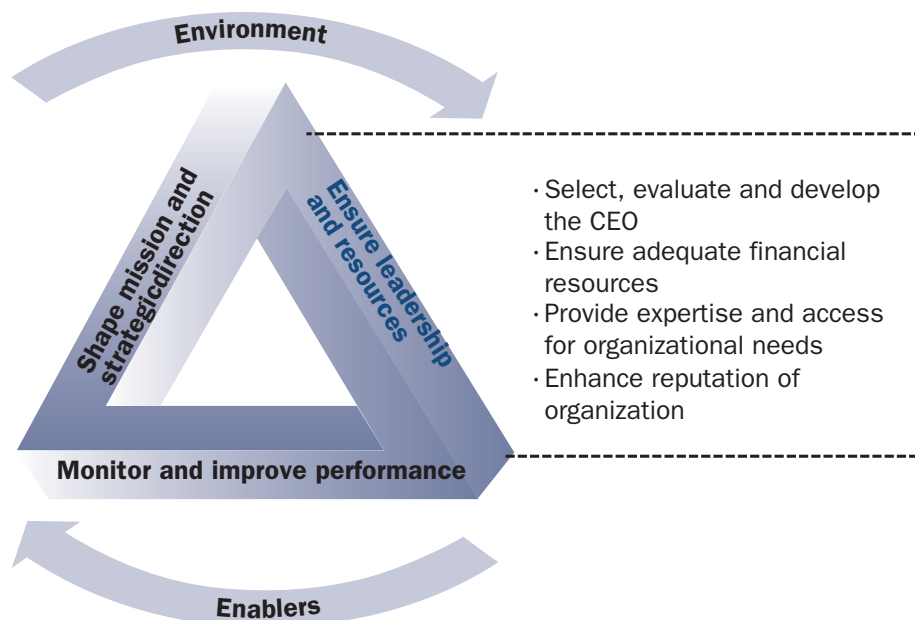 Environment
Shape mission and
strategicdirection
Ensure leadership
and resources
· Select, evaluate and develop
the CEO
· Ensure adequate financial
resources
· Provide expertise and access
for organizational needs
· Enhance reputation of
organization
Monitor and improve performance
Enablers